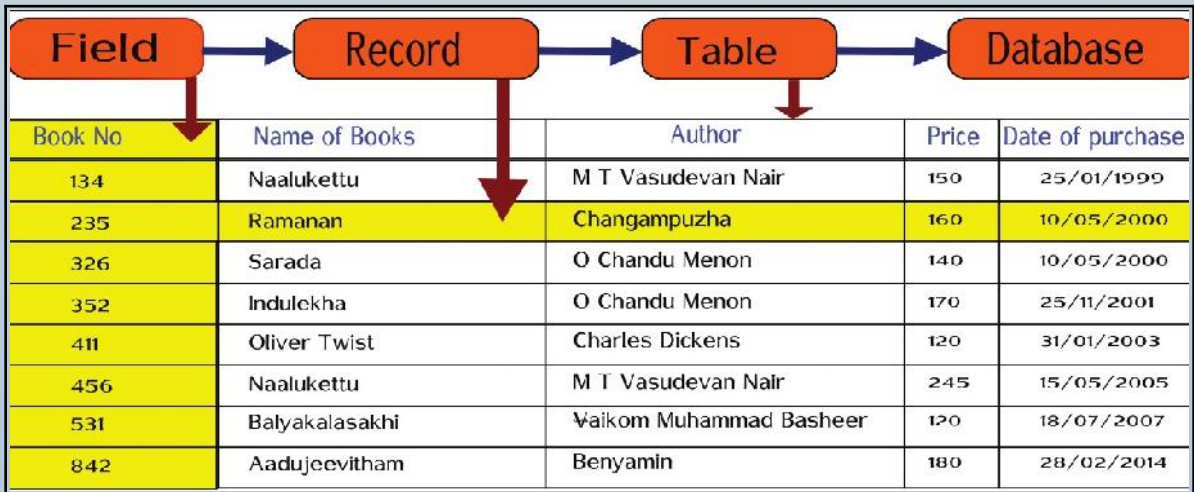 Field Record Table Database
Book No Name of Books Author Price Date of purchase
134 Naalukettu M T Vasudevan Nair 150 25/01/1999
235 Ramanan Changampuzha 160 10/05/2000
326 Sarada O Chandu Menon 140 10/05/2000
352 Indulekha O Chandu Menon 170 25/11/2001
411 Oliver Twist Charles Dickens 120 31/01/2003
456 Naalukettu M T Vasudevan Nair 245 15/05/2005
531 Balyakalasakhi Vaikom Muhammad Basheer 120 18/07/2007
842 Aadujeevitham Benyamin 180 28/02/2014